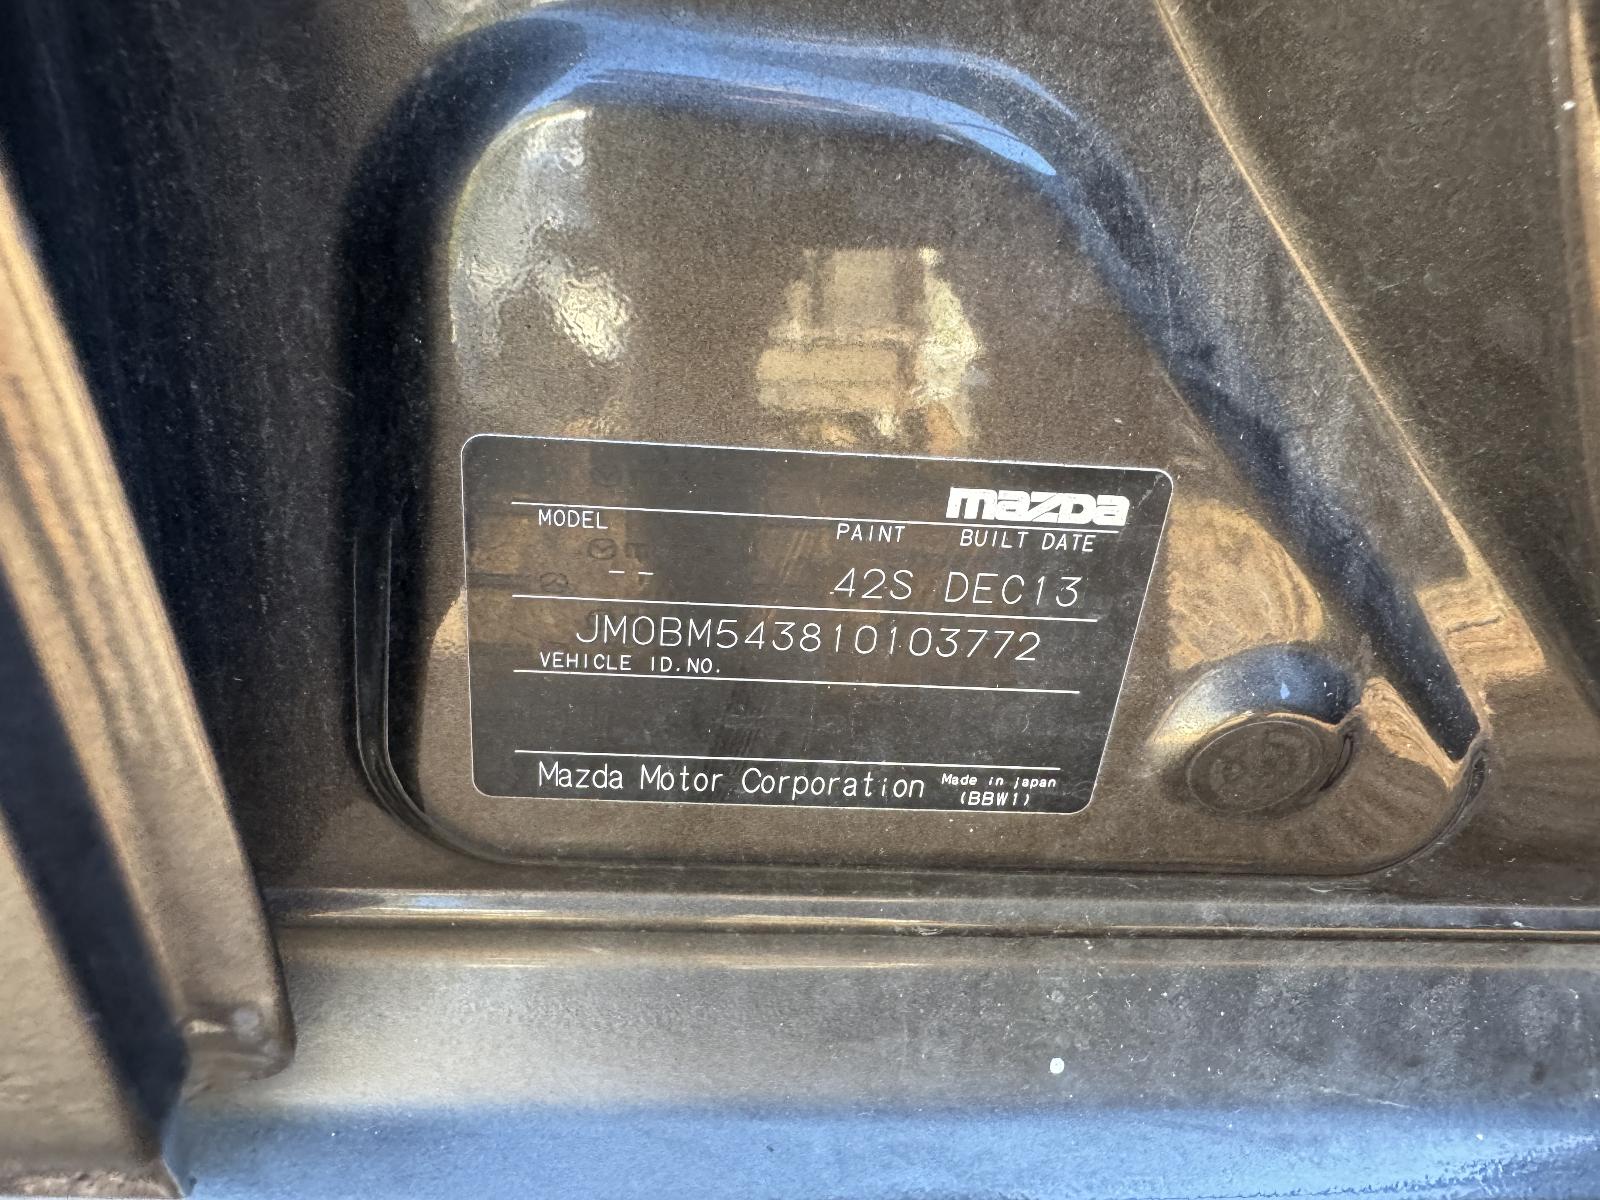 mazda
MODEL PAINT BUILT DATE
-- 42S DEC13
JM0BM543810103772
VEHICLE ID.NO.
Mazda Motor Corporation Made in japan
(BBW1)